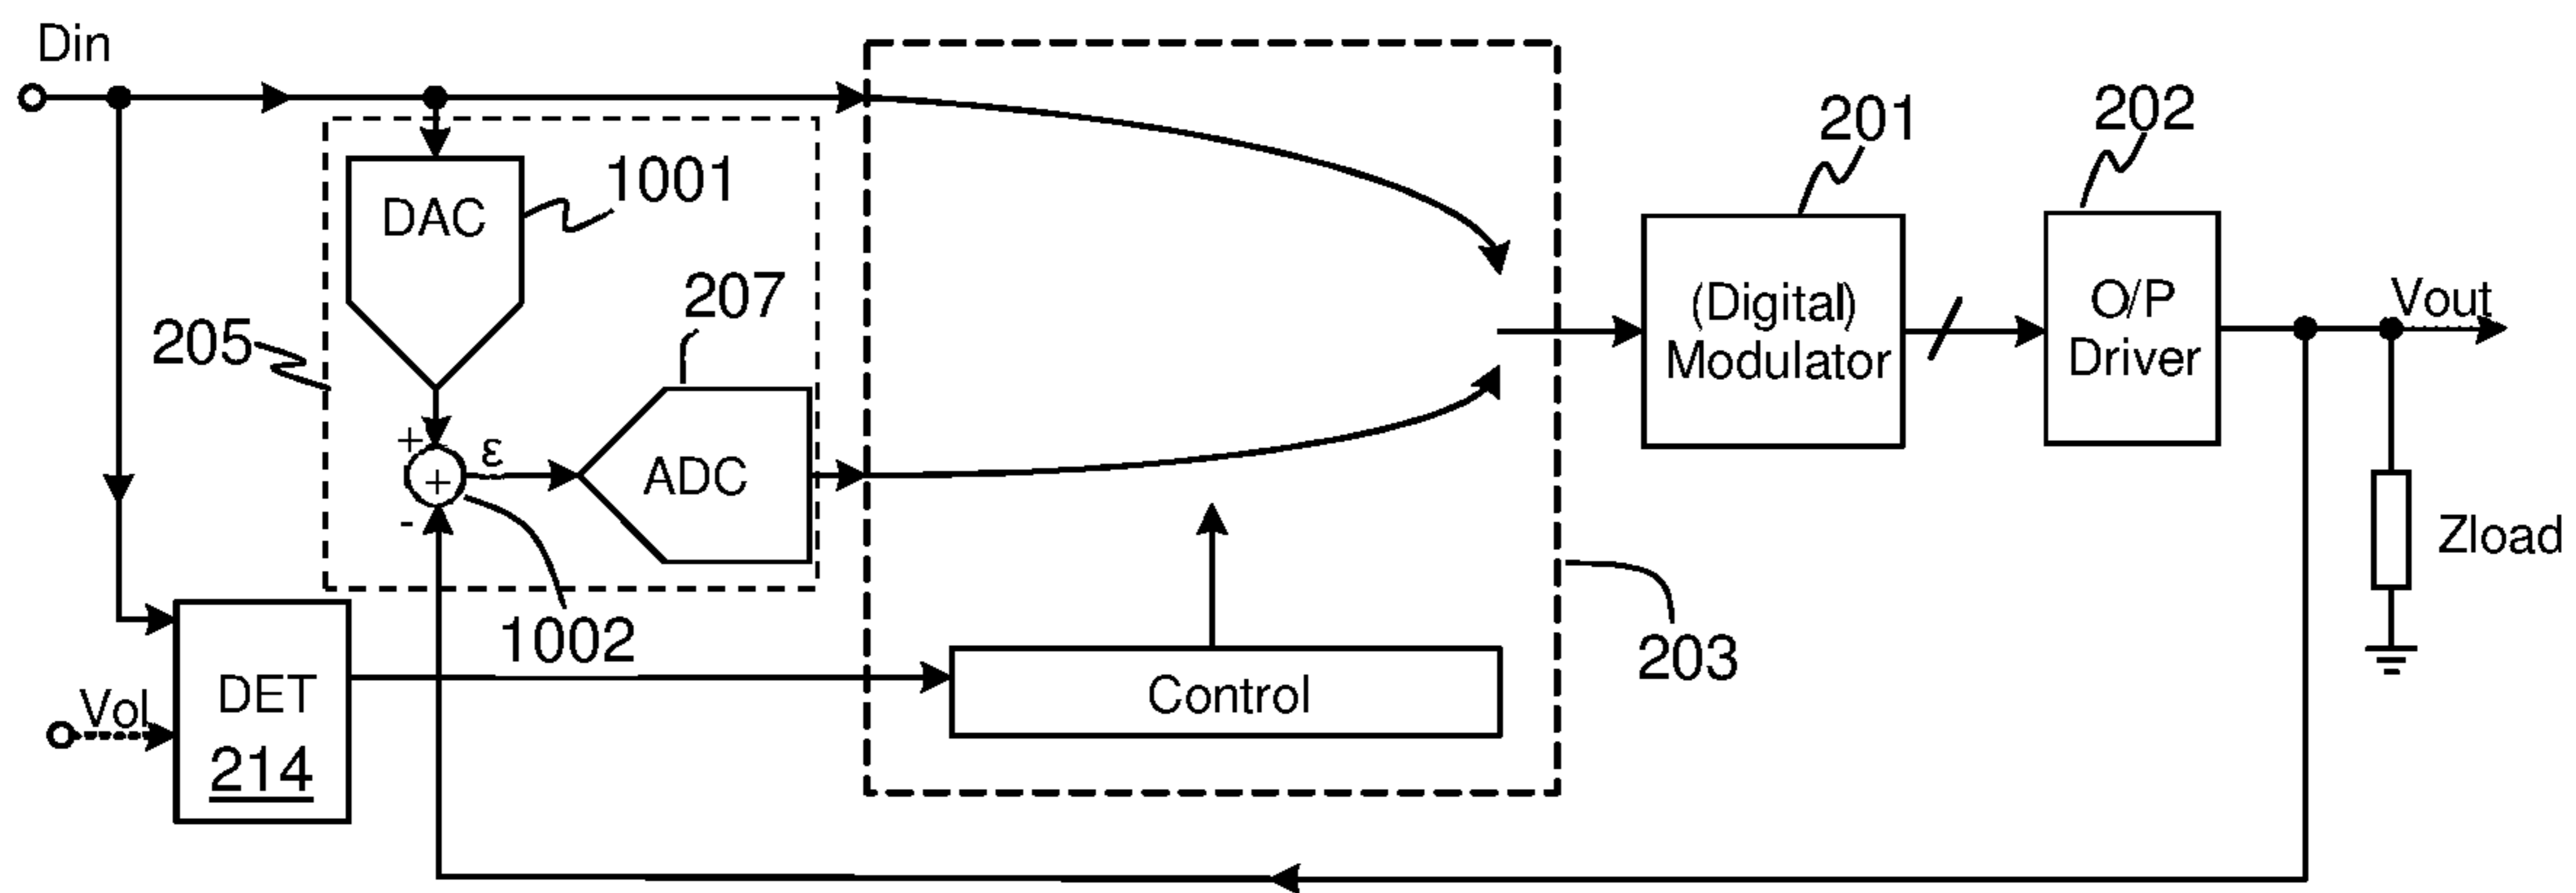 Din
201
202
1001
DAC
207
205
(Digital)
Modulator
O/P
Driver
Vout
+
ε
+
-
ADC
Zload
1002
203
Vol
DET
214
Control